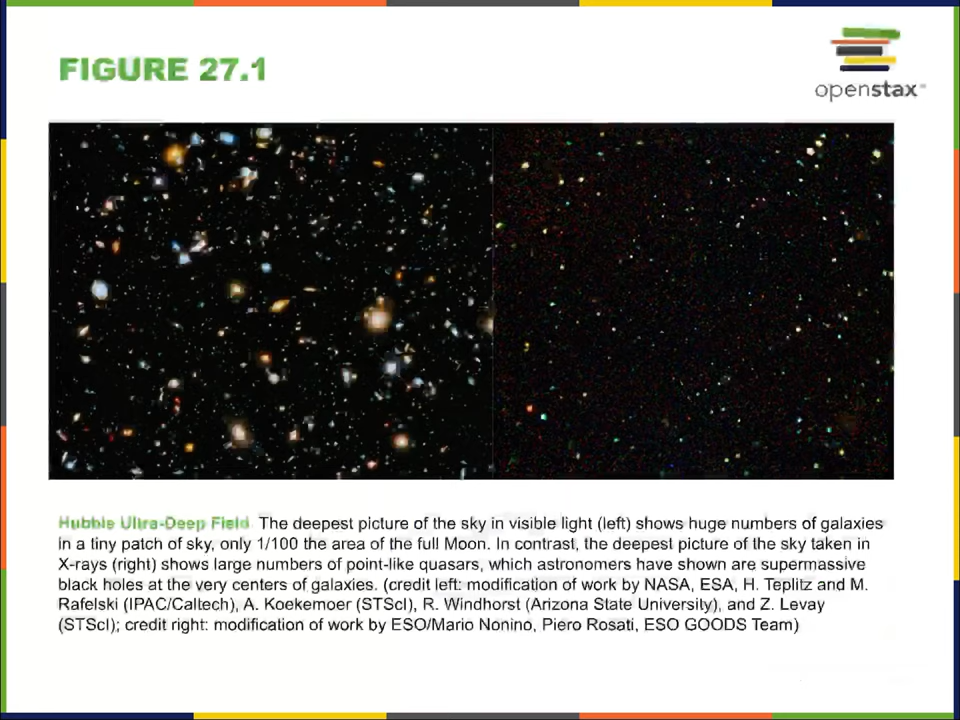 FIGURE 27.1
openstax
Hubble Ultra-Deep Field. The deepest picture of the sky in visible light (left) shows huge numbers of galaxies
in a tiny patch of sky, only 1/100 the area of the full Moon. In contrast, the deepest picture of the sky taken in
X-rays (right) shows large numbers of point-like quasars, which astronomers have shown are supermassive
black holes at the very centers of galaxies. (credit left: modification of work by NASA, ESA, H. Teplitz and M.
Rafelski (IPAC/Caltech), A. Koekemoer (STScI), R. Windhorst (Arizona State University), and Z. Levay
(STScI); credit right: modification of work by ESO/Mario Nonino, Piero Rosati, ESO GOODS Team)